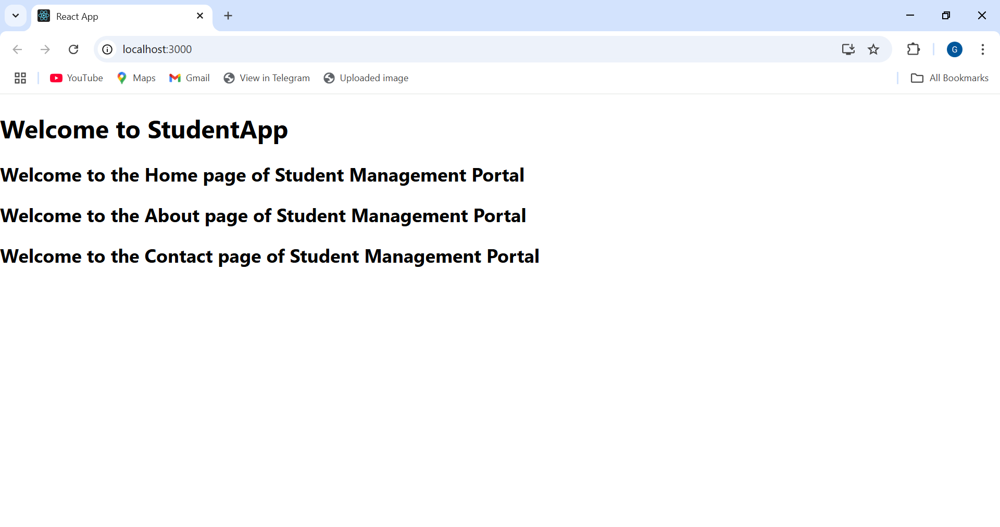 React App
localhost:3000
G
YouTube
Maps
Gmail
View in Telegram
Uploaded image
All Bookmarks
Welcome to StudentApp
Welcome to the Home page of Student Management Portal
Welcome to the About page of Student Management Portal
Welcome to the Contact page of Student Management Portal